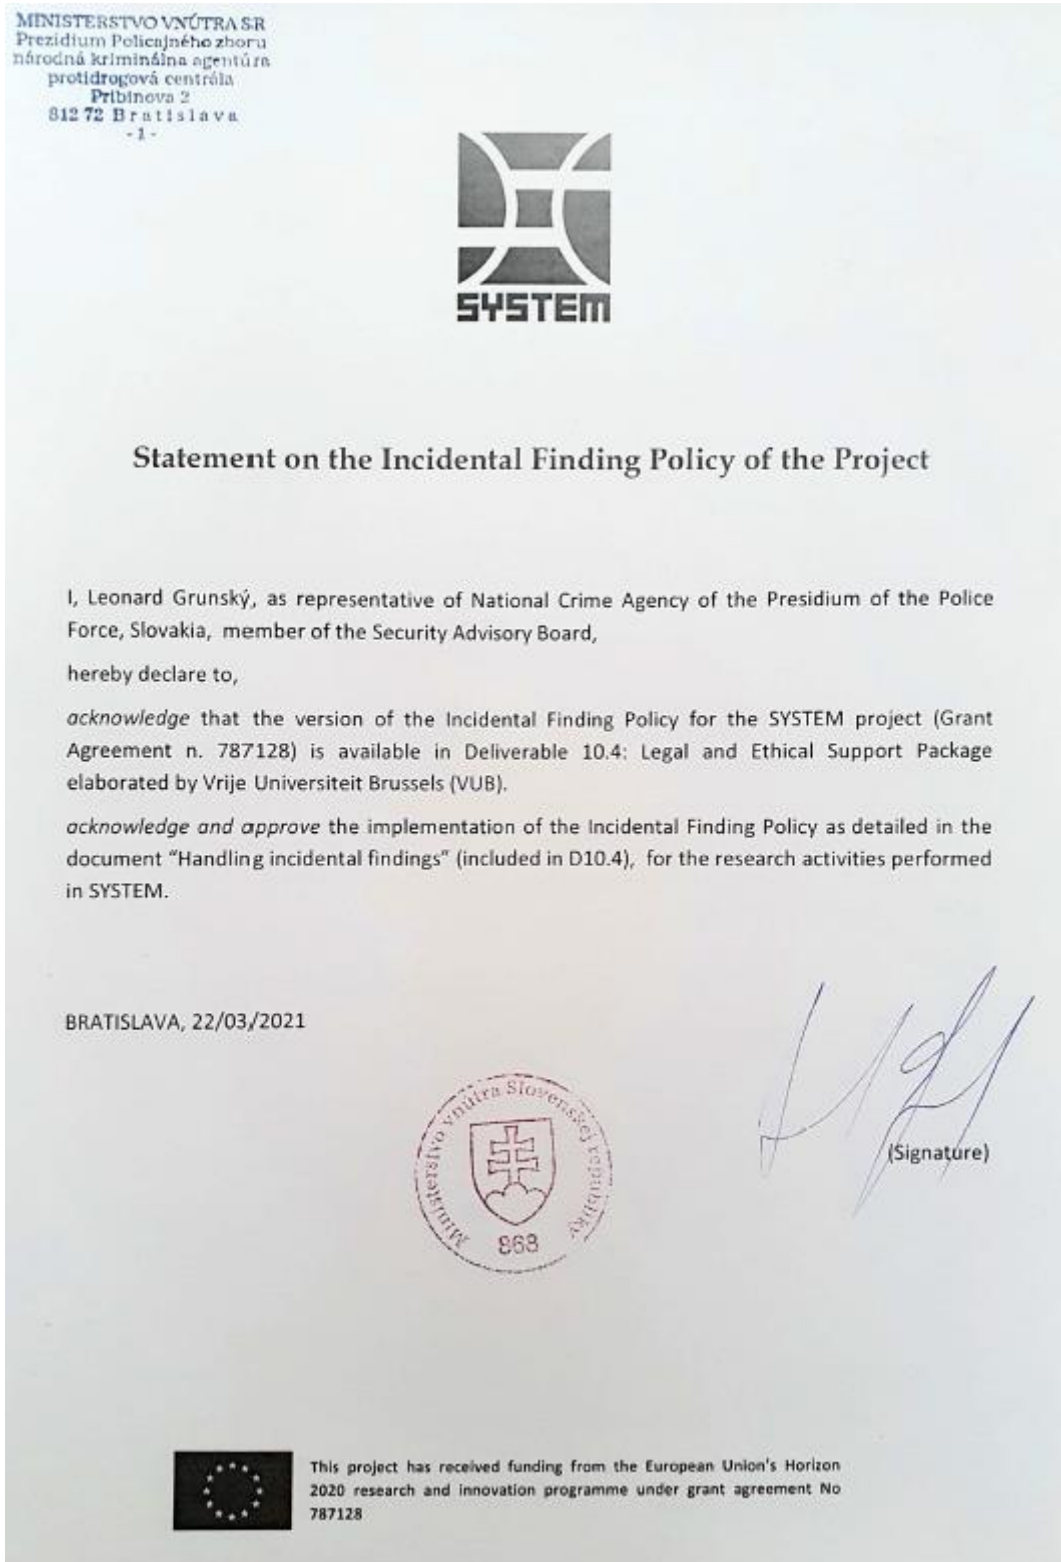 MINISTERSTVO VNÚTRA SR
Prezídium Policajného zboru
národná kriminálna agentúra
protidrogová centrála
Pribinova 2
812 72 Bratislava
- 1 -
SYSTEM
Statement on the Incidental Finding Policy of the Project
I, Leonard Grunský, as representative of National Crime Agency of the Presidium of the Police
Force, Slovakia, member of the Security Advisory Board,
hereby declare to,
acknowledge that the version of the Incidental Finding Policy for the SYSTEM project (Grant
Agreement n. 787128) is available in Deliverable 10.4: Legal and Ethical Support Package
elaborated by Vrije Universiteit Brussels (VUB).
acknowledge and approve the implementation of the Incidental Finding Policy as detailed in the
document “Handling incidental findings” (included in D10.4), for the research activities performed
in SYSTEM.
BRATISLAVA, 22/03/2021
(Signature)
Ministerstvo vnútra Slovenskej republiky
868
This project has received funding from the European Union's Horizon
2020 research and innovation programme under grant agreement No
787128